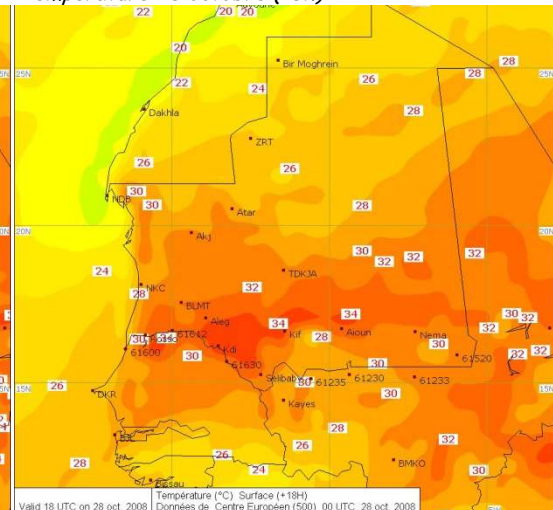 22 20 20 20
20
28
25N 25N
Bir Moghrein
28
22
24
26
28
Dakhla
ZRT
26
26
NDB
30
30
Atar
28
20N
Akj
30
32
32
32
24
TDKJA
32
NKC
28
BLMT
Aleg
34
34
30
32
61612
Kif
28
Aioun
Nema
32
30
61600
30
Kdi
30
32
32
61520
61630
30
15N
26
Selibaby
30
61235
61230
61233
DKR
Kayes
30
28
28
26
26
24
32
BMKO
30
Bissau
Température (°C) Surface (+18H)
Valid 18 UTC on 28 oct. 2008 Données de Centre Européen (500) 00 UTC 28 oct. 2008